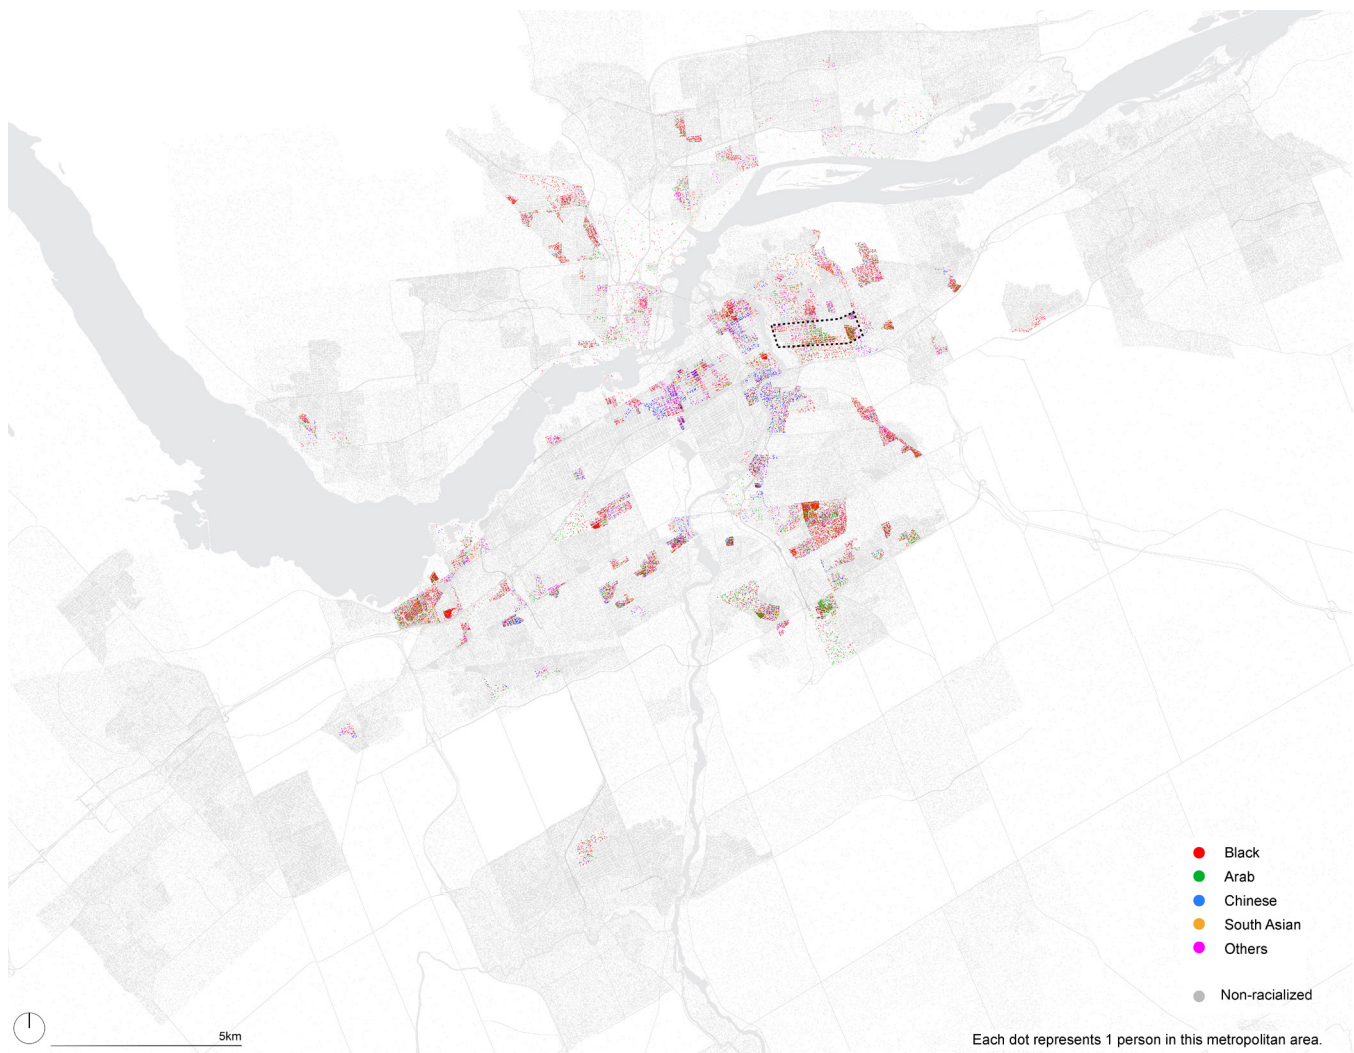 Black
Arab
Chinese
South Asian
Others
Non-racialized
5km
Each dot represents 1 person in this metropolitan area.